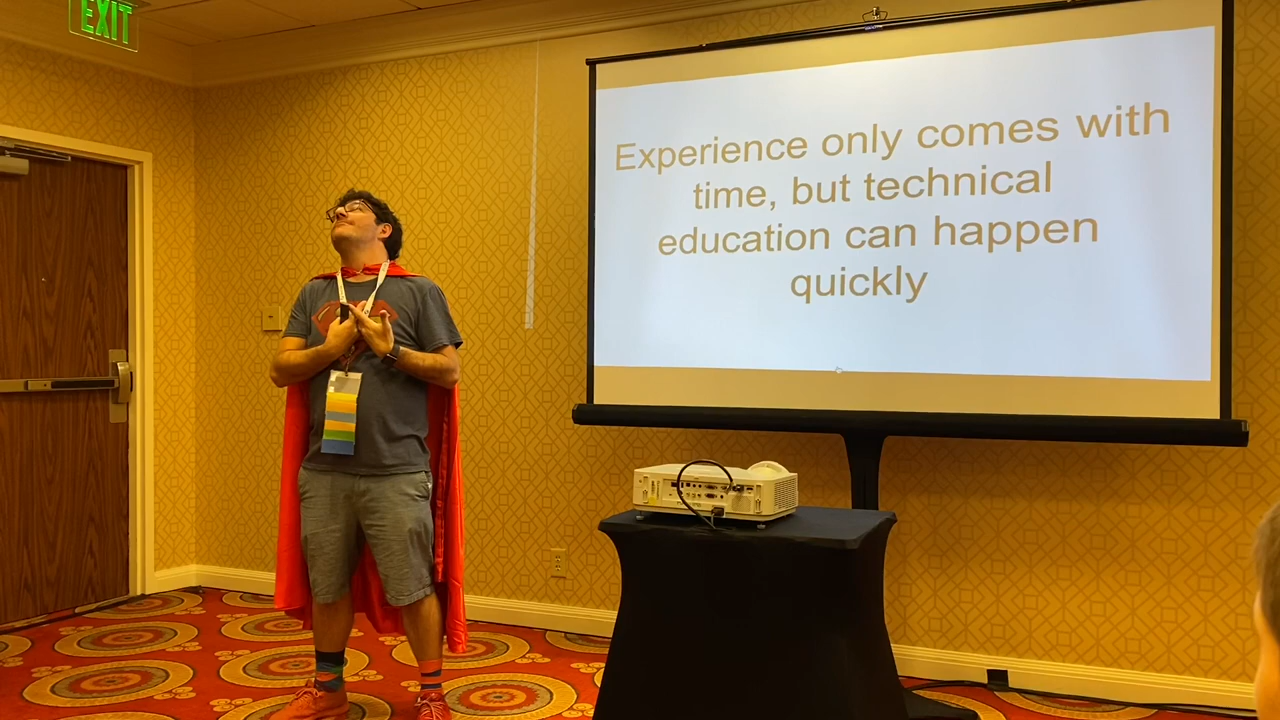 EXIT
Experience only comes with
time, but technical
education can happen
quickly